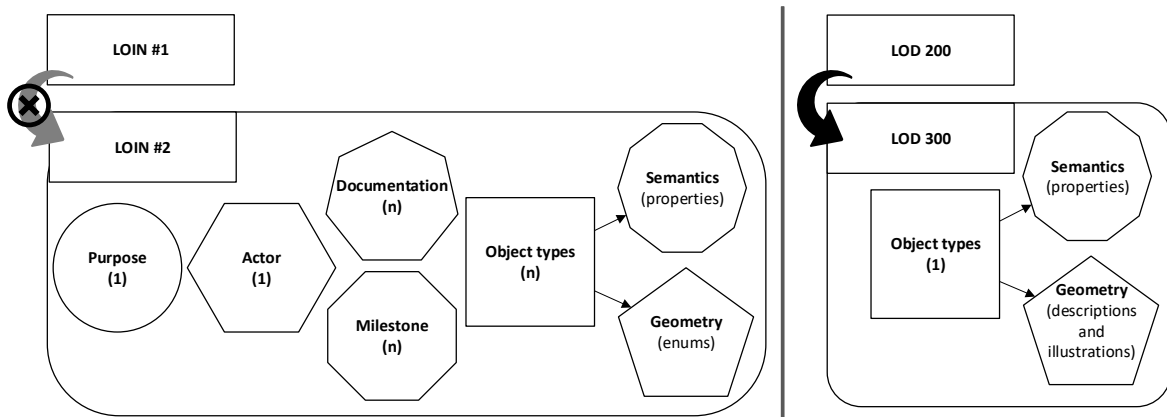 LOIN #1
LOIN #2
Purpose
(1)
Actor
(1)
Documentation
(n)
Milestone
(n)
Object types
(n)
Semantics
(properties)
Geometry
(enums)
LOD 200
LOD 300
Object types
(1)
Semantics
(properties)
Geometry
(descriptions
and
illustrations)